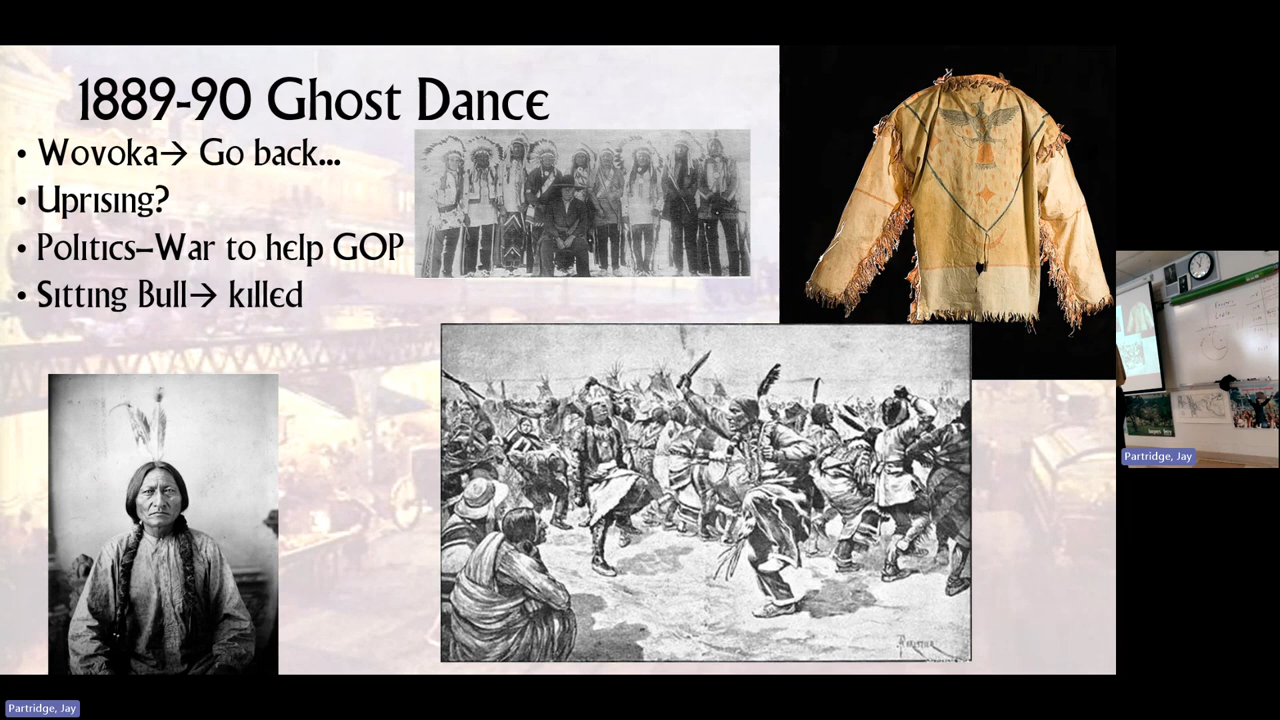 1889-90 Ghost Dance
• Wovoka→ Go back...
• Uprising?
• Politics–War to help GOP
• Sitting Bull→ killed
Partridge, Jay
Partridge, Jay